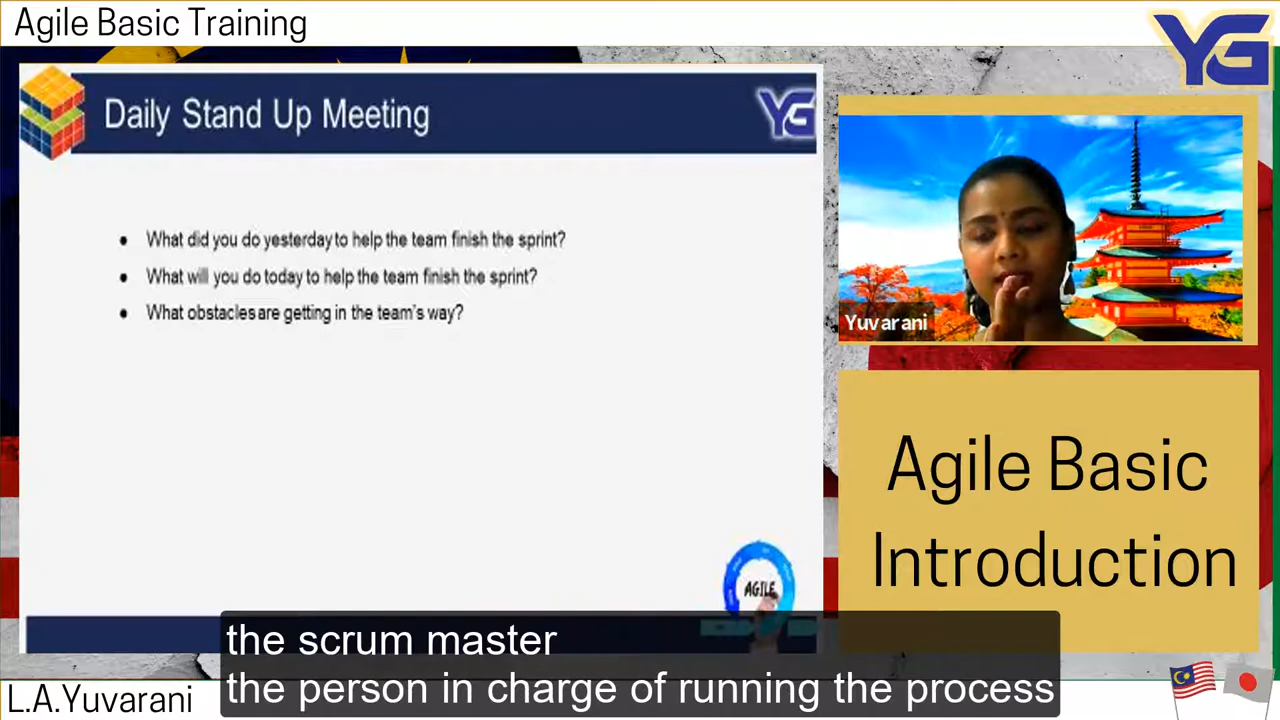 Agile Basic Training
YG
Daily Stand Up Meeting
YG
• What did you do yesterday to help the team finish the sprint?
• What will you do today to help the team finish the sprint?
• What obstacles are getting in the team's way?
Yuvarani
Agile Basic
Introduction
AGILE
the scrum master
the person in charge of running the process
L.A.Yuvarani